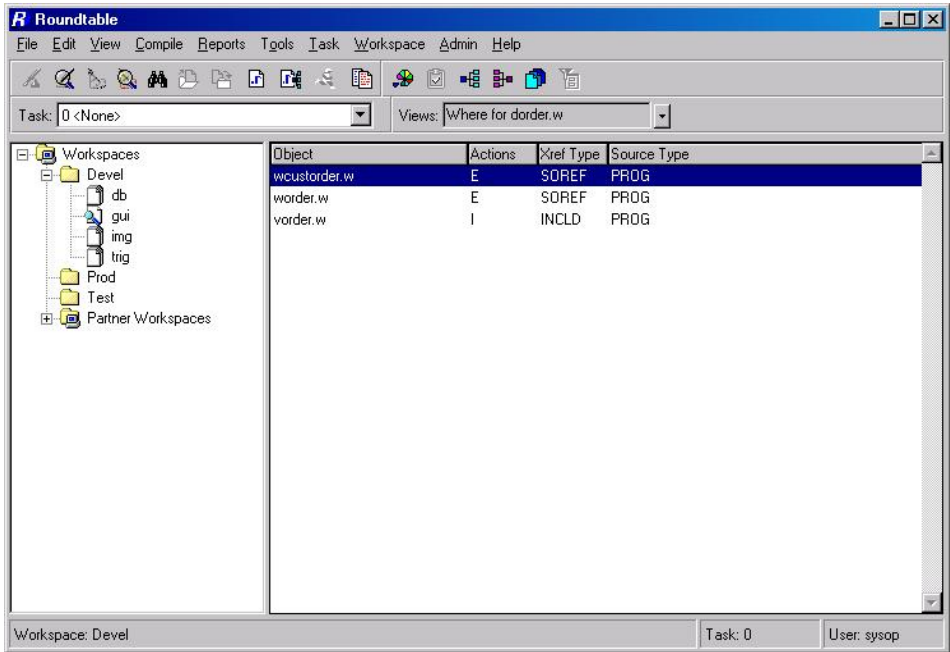 Roundtable
File Edit View Compile Reports Tools Task Workspace Admin Help
Task: 0 <None> Views: Where for dorder.w
Workspaces
Devel
db
gui
img
trig
Prod
Test
Partner Workspaces
Object Actions Xref Type Source Type
wcustorder.w E SOREF PROG
worder.w E SOREF PROG
vorder.w I INCLD PROG
Workspace: Devel Task: 0 User: sysop